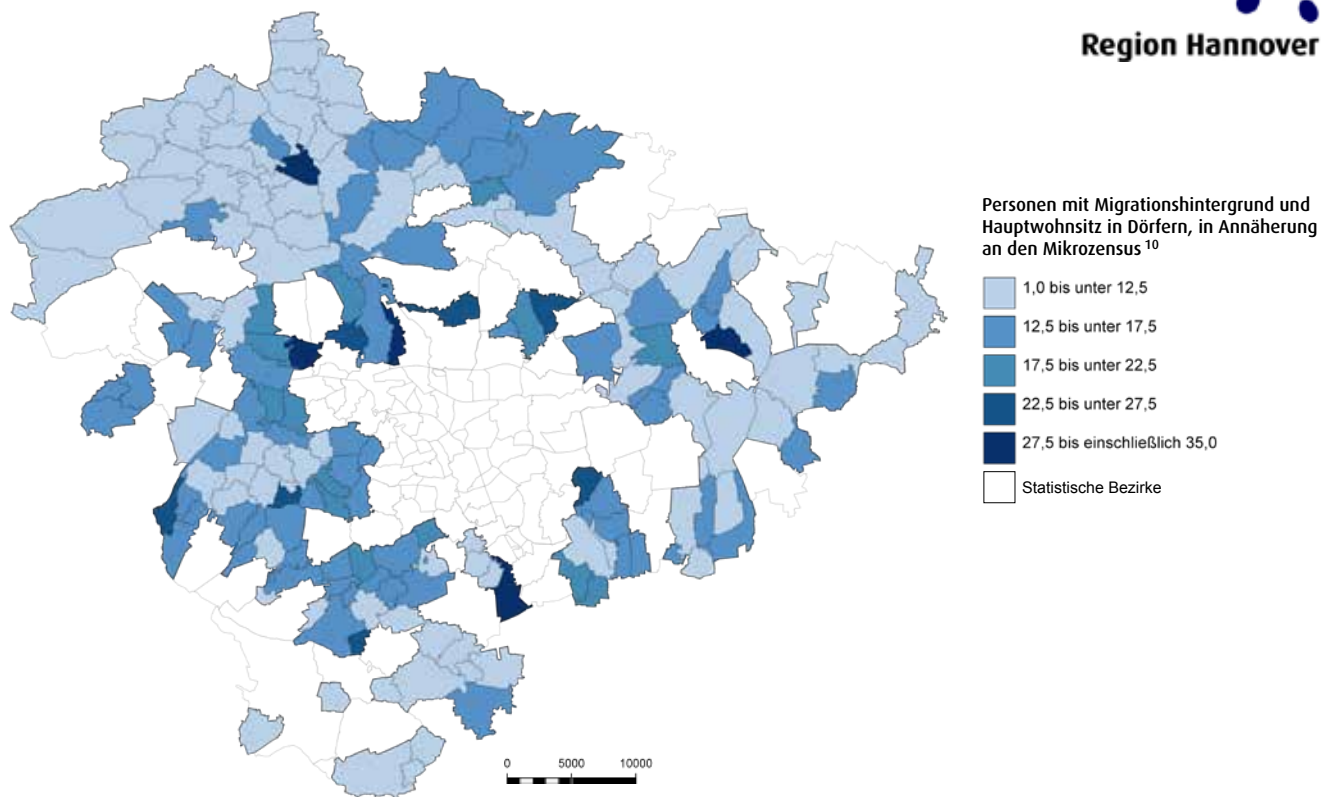 Region Hannover
Personen mit Migrationshintergrund und
Hauptwohnsitz in Dörfern, in Annäherung
an den Mikrozensus 10
1,0 bis unter 12,5
12,5 bis unter 17,5
17,5 bis unter 22,5
22,5 bis unter 27,5
27,5 bis einschließlich 35,0
Statistische Bezirke
0 5000 10000